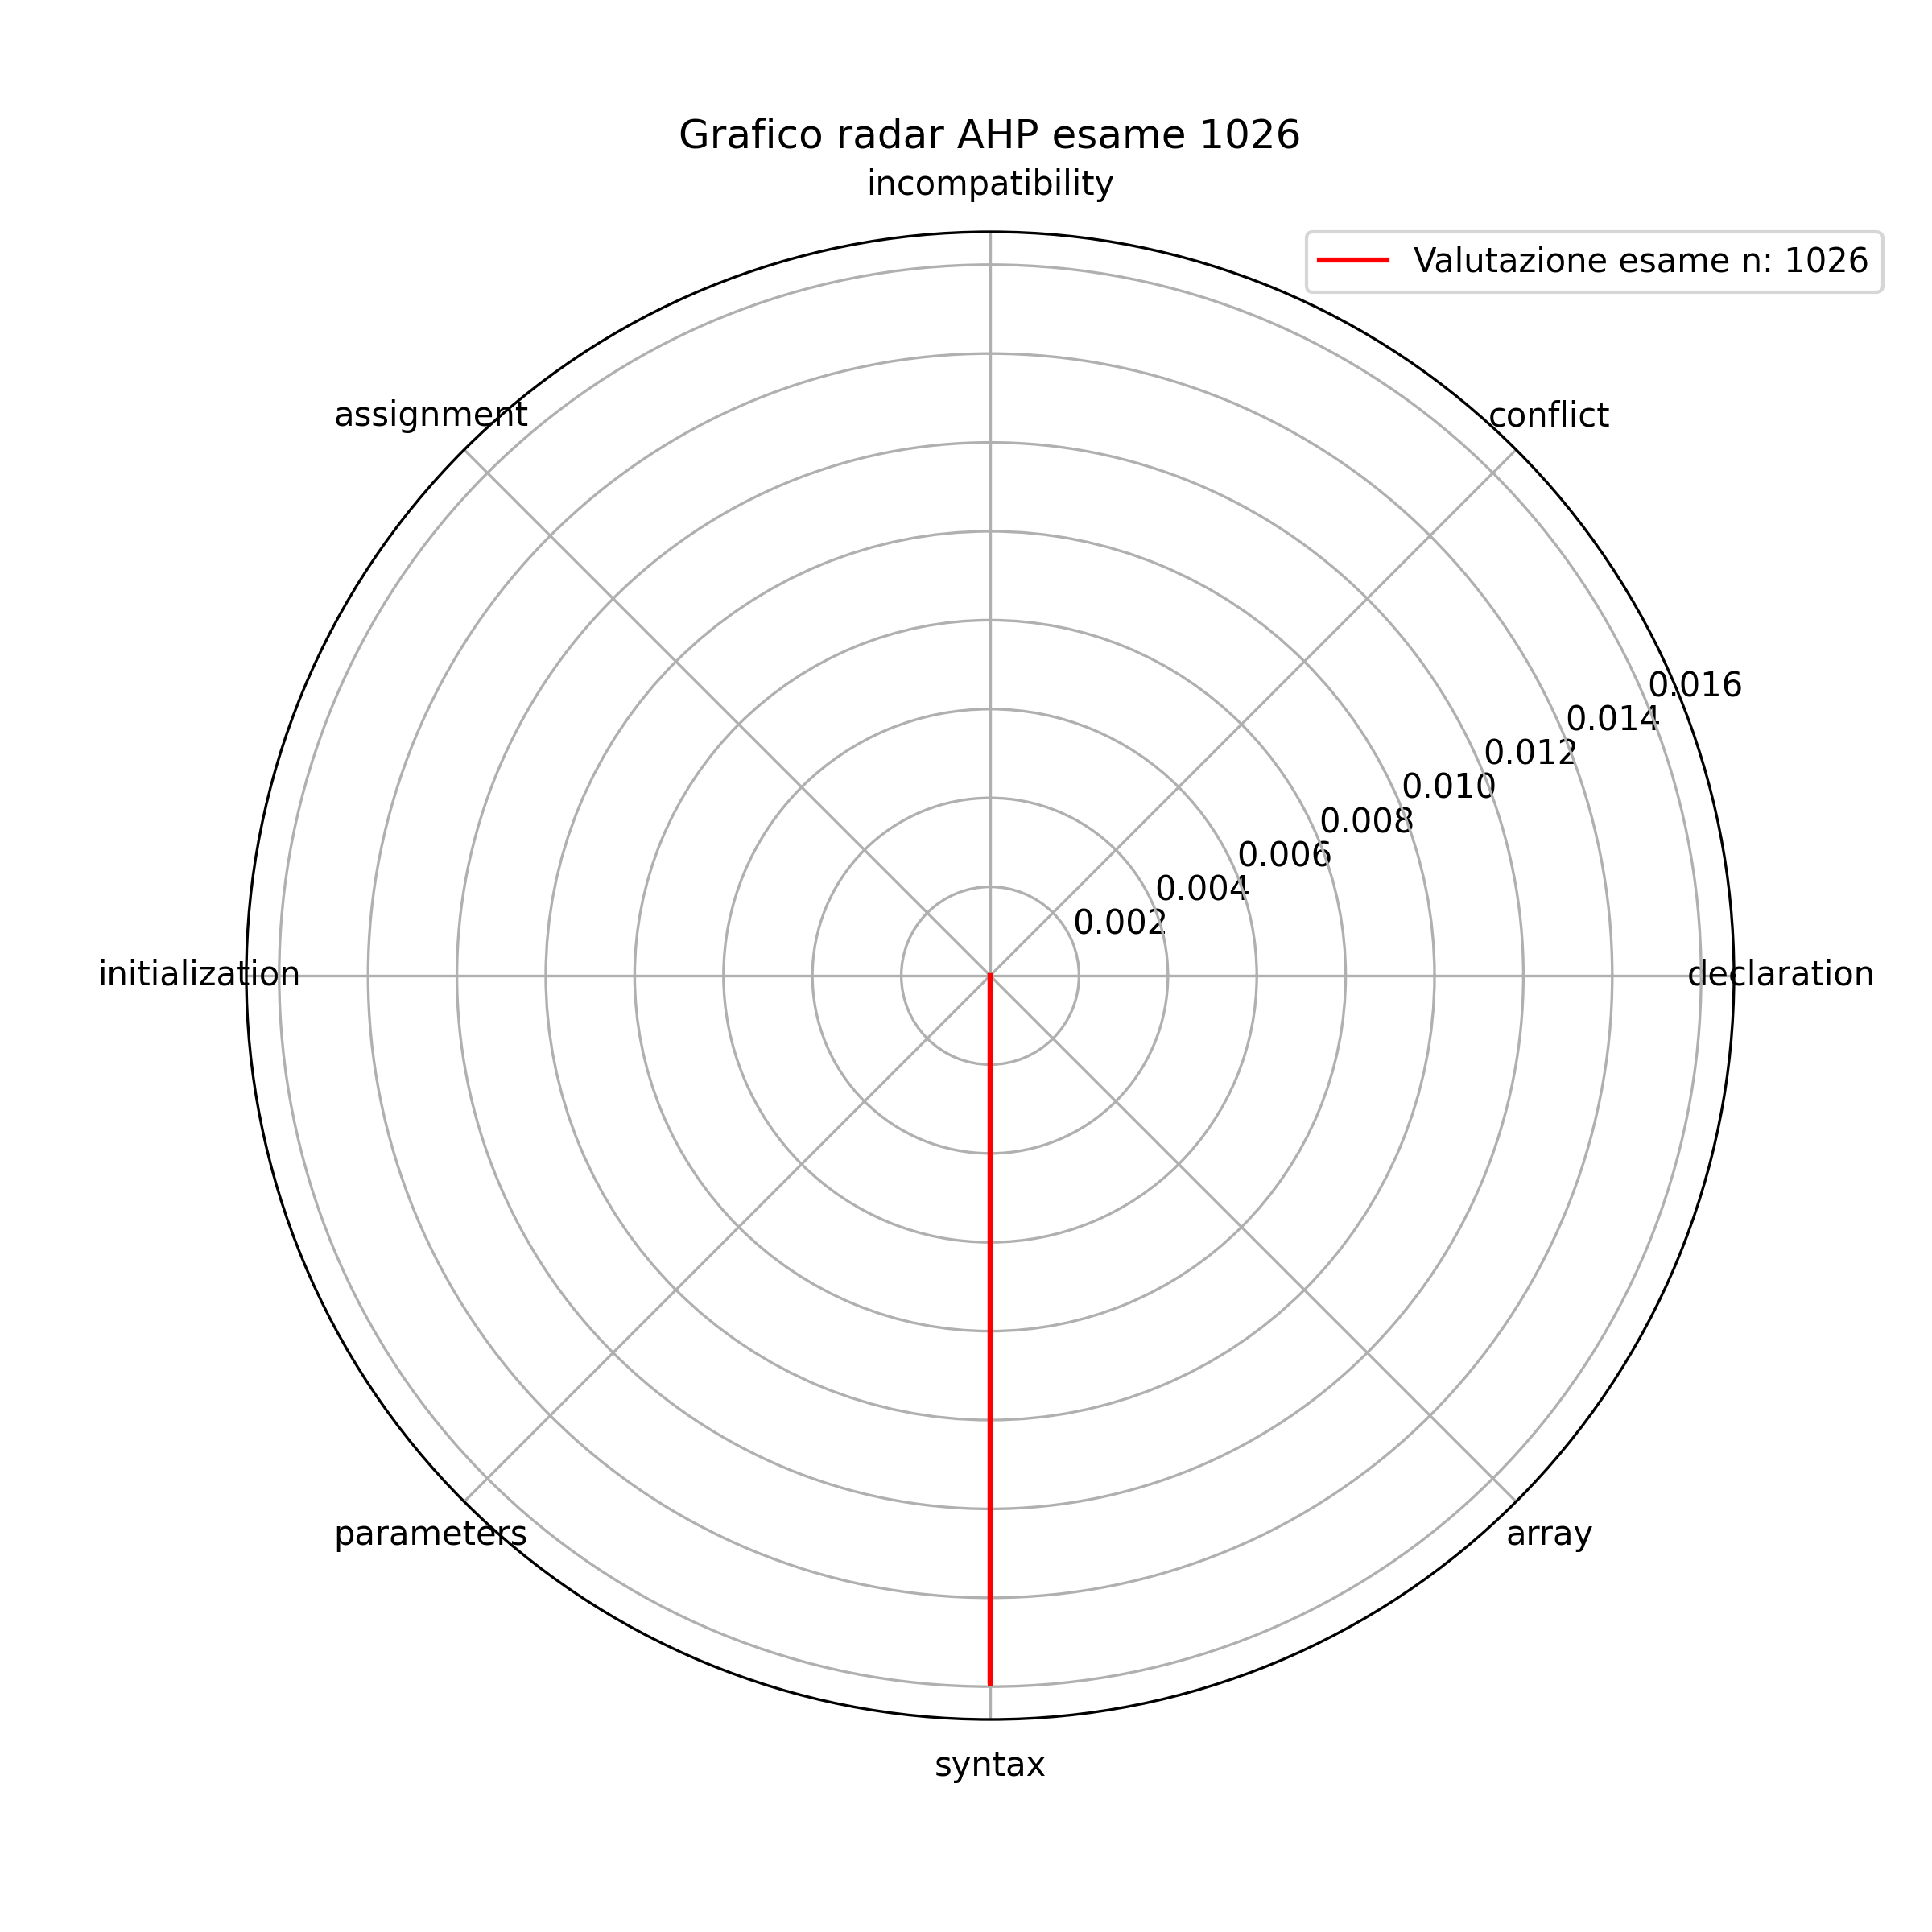 Grafico radar AHP esame 1026
incompatibility
Valutazione esame n: 1026
assignment
conflict
0.016
0.014
0.012
0.010
0.008
0.006
0.004
0.002
initialization
declaration
parameters
array
syntax